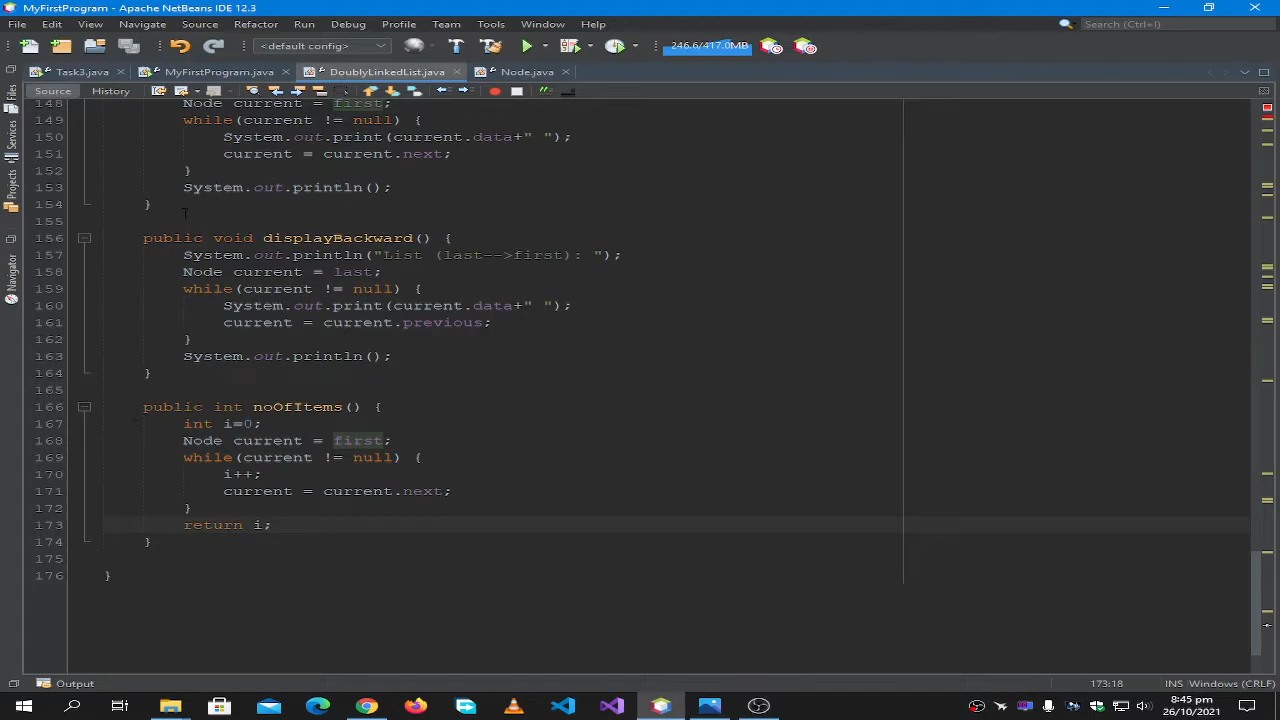 MyFirstProgram - Apache NetBeans IDE 12.3
File Edit View Navigate Source Refactor Run Debug Profile Team Tools Window Help
Search (Ctrl+I)
<default config>
246.6/417.0MB
Task3.java MyFirstProgram.java DoublyLinkedList.java Node.java
Source History
Files
Services
Projects
Navigator
148 Node current = first;
149 while(current != null) {
150 System.out.print(current.data+" ");
151 current = current.next;
152 }
153 System.out.println();
154 }
155
156 public void displayBackward() {
157 System.out.println("List (last-->first): ");
158 Node current = last;
159 while(current != null) {
160 System.out.print(current.data+" ");
161 current = current.previous;
162 }
163 System.out.println();
164 }
165
166 public int noOfItems() {
167 int i=0;
168 Node current = first;
169 while(current != null) {
170 i++;
171 current = current.next;
172 }
173 return i;
174 }
175
176 }
Output
173:18 INS Windows (CRLF)
8:45 pm
26/10/2021